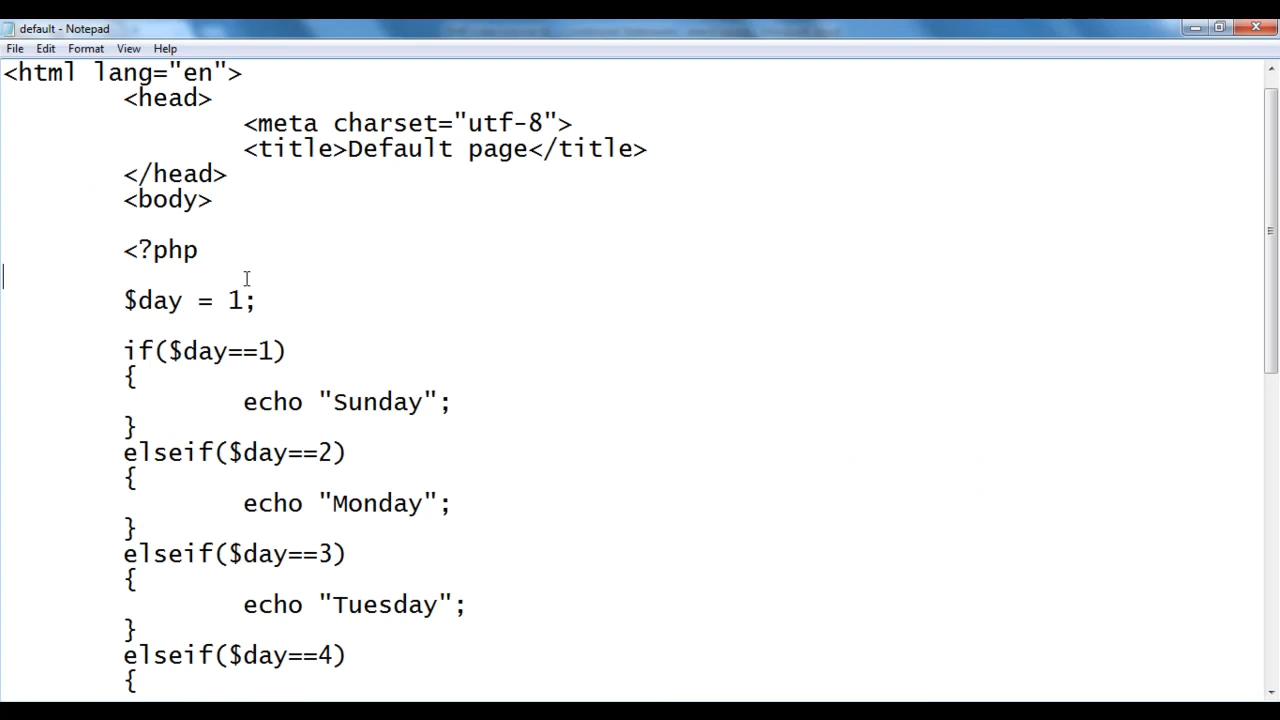 default - Notepad
File Edit Format View Help
<html lang="en">
<head>
<meta charset="utf-8">
<title>Default page</title>
</head>
<body>
<?php
$day = 1;
if($day==1)
{
echo "Sunday";
}
elseif($day==2)
{
echo "Monday";
}
elseif($day==3)
{
echo "Tuesday";
}
elseif($day==4)
{